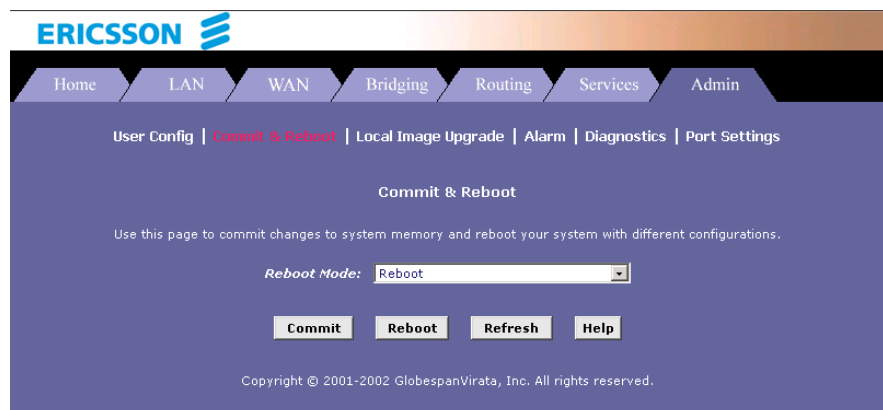 ERICSSON
Home LAN WAN Bridging Routing Services Admin
User Config | Commit & Reboot | Local Image Upgrade | Alarm | Diagnostics | Port Settings
Commit & Reboot
Use this page to commit changes to system memory and reboot your system with different configurations.
Reboot Mode: Reboot
Commit Reboot Refresh Help
Copyright © 2001-2002 GlobespanVirata, Inc. All rights reserved.